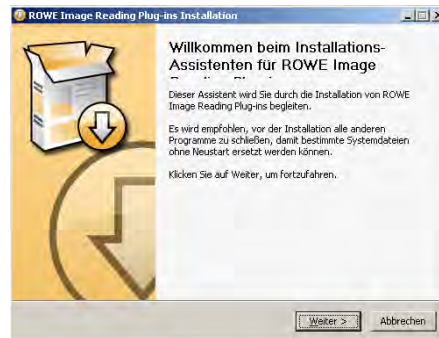 ROWE Image Reading Plug-ins Installation
Willkommen beim Installations-
Assistenten für ROWE Image
Dieser Assistent wird Sie durch die Installation von ROWE
Image Reading Plug-ins begleiten.
Es wird empfohlen, vor der Installation alle anderen
Programme zu schließen, damit bestimmte Systemdateien
ohne Neustart ersetzt werden können.
Klicken Sie auf Weiter, um fortzufahren.
Weiter >
Abbrechen